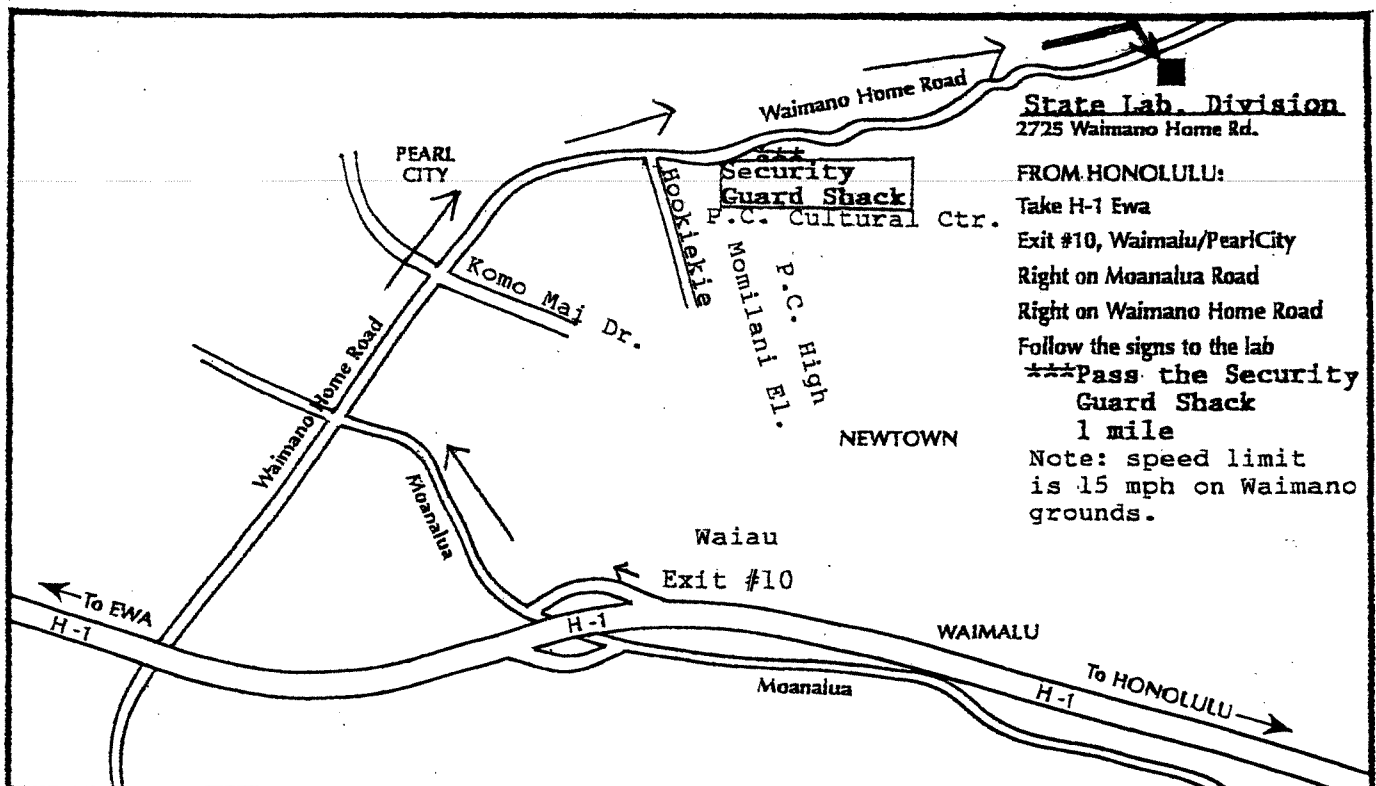 Waimano Home Road
State Lab. Division
2725 Waimano Home Rd.
PEARL
CITY
***
Security
Guard Shack
P.C. Cultural Ctr.
Hookiekie
Momilani El.
P.C. High
Komo Mai Dr.
FROM HONOLULU:
Take H-1 Ewa
Exit #10, Waimalu/PearlCity
Right on Moanalua Road
Right on Waimano Home Road
Follow the signs to the lab
***Pass the Security
Guard Shack
1 mile
Note: speed limit
is 15 mph on Waimano
grounds.
Waimano Home Road
NEWTOWN
Moanalua
Waiau
Exit #10
To EWA
H-1
H-1
WAIMALU
Moanalua
To HONOLULU
H-1